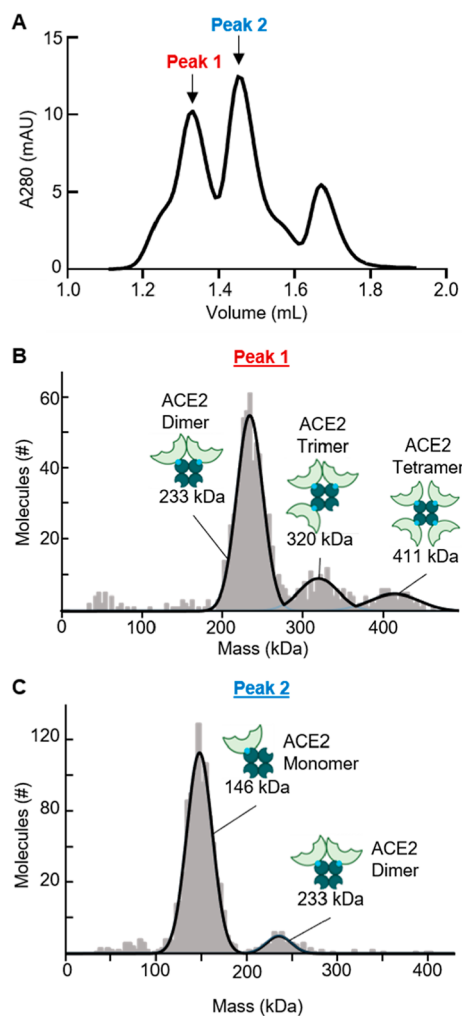 A
Peak 2
Peak 1
15
10
5
0
A280 (mAU)
1.0 1.2 1.4 1.6 1.8 2.0
Volume (mL)
B
Peak 1
60
40
20
Molecules (#)
ACE2
Dimer
233 kDa
ACE2
Trimer
320 kDa
ACE2
Tetramer
411 kDa
0 100 200 300 400
Mass (kDa)
C
Peak 2
120
80
20
Molecules (#)
ACE2
Monomer
146 kDa
ACE2
Dimer
233 kDa
0 100 200 300 400
Mass (kDa)